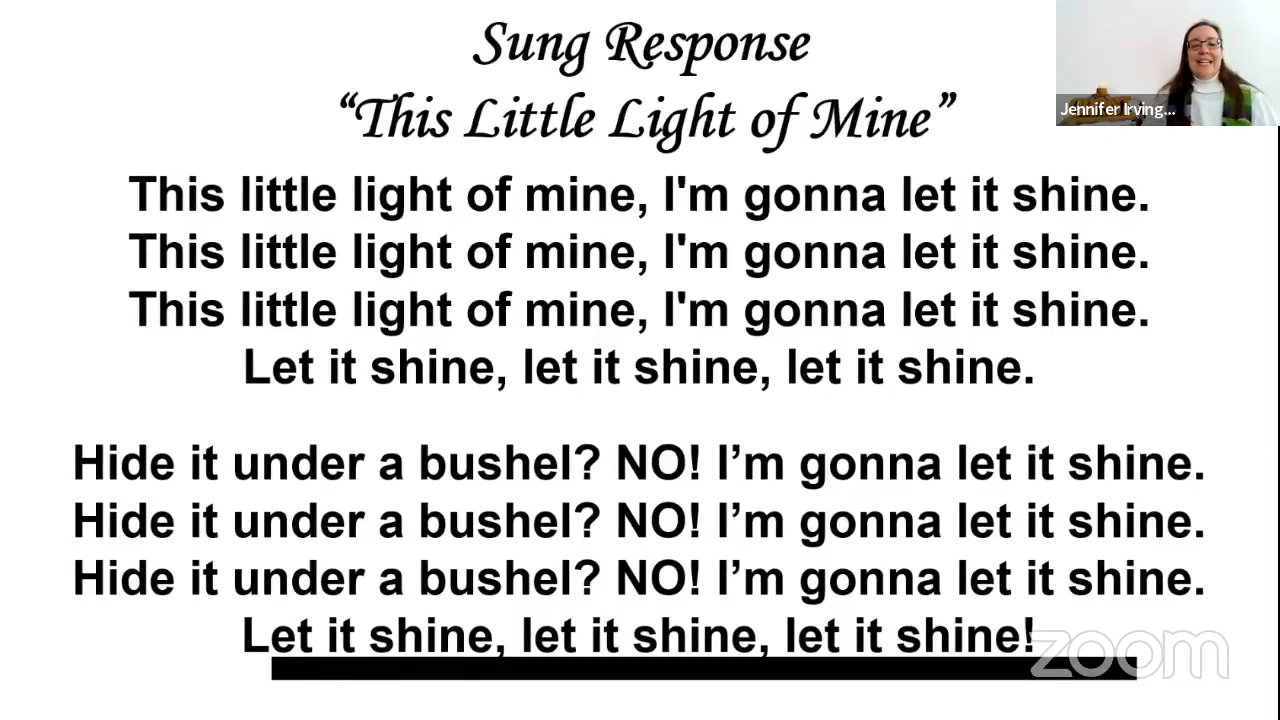 Sung Response
“This Little Light of Mine”
Jennifer Irving...
This little light of mine, I'm gonna let it shine.
This little light of mine, I'm gonna let it shine.
This little light of mine, I'm gonna let it shine.
Let it shine, let it shine, let it shine.
Hide it under a bushel? NO! I’m gonna let it shine.
Hide it under a bushel? NO! I’m gonna let it shine.
Hide it under a bushel? NO! I’m gonna let it shine.
Let it shine, let it shine, let it shine!
zoom